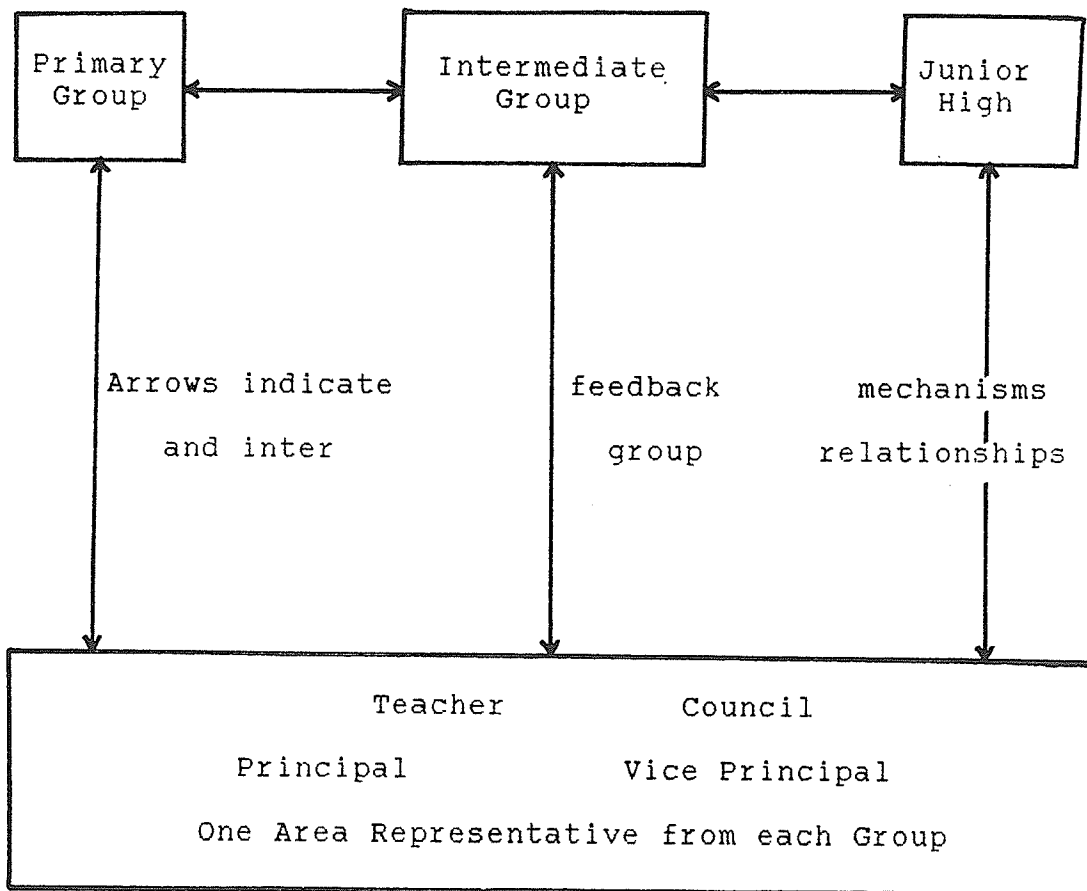 Primary
Group
Intermediate
Group
Junior
High
Arrows indicate feedback mechanisms
and inter group relationships
Teacher Council
Principal Vice Principal
One Area Representative from each Group